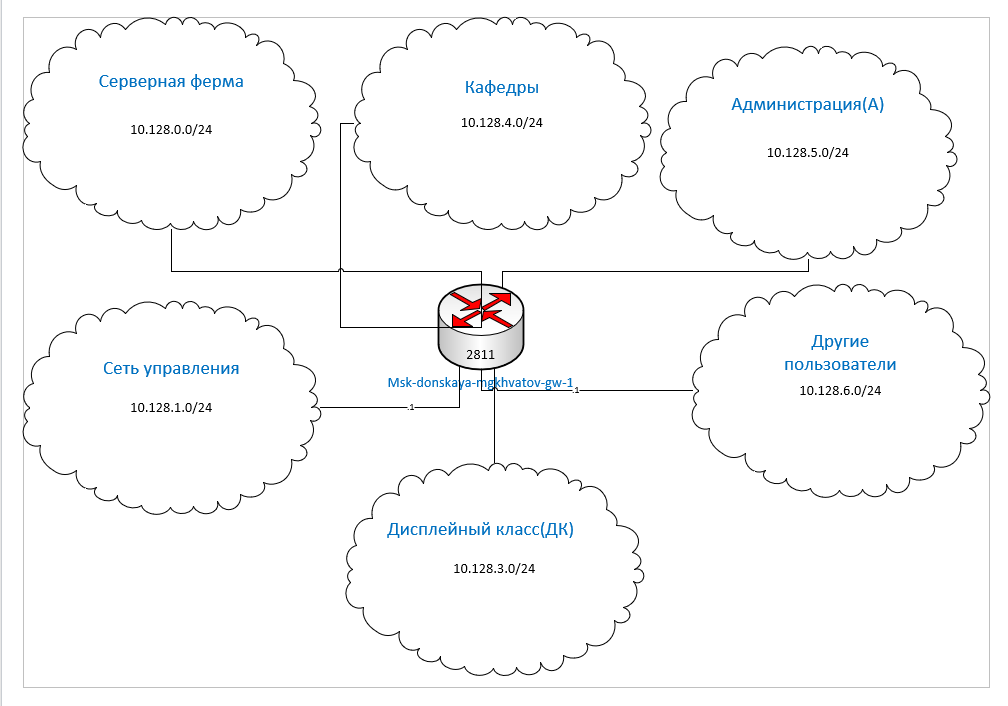 Серверная ферма
10.128.0.0/24
Кафедры
10.128.4.0/24
Администрация(А)
10.128.5.0/24
2811
Msk-donskaya-mgkhvatov-gw-1
Сеть управления
10.128.1.0/24
.1
.1
Другие
пользователи
10.128.6.0/24
Дисплейный класс(ДК)
10.128.3.0/24